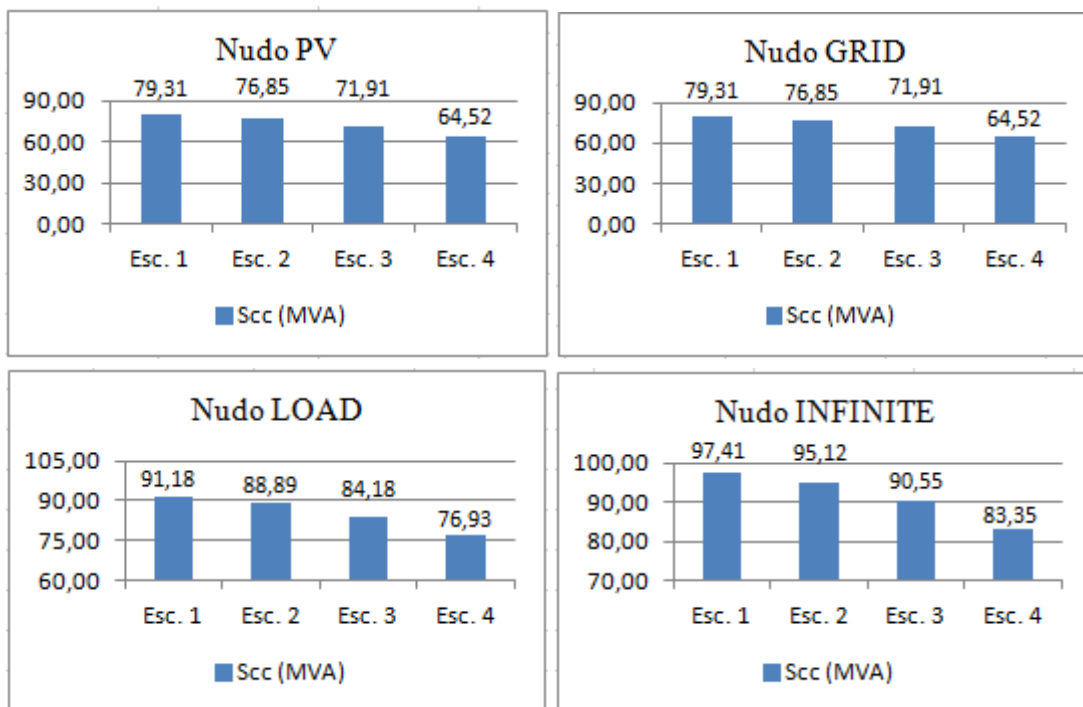 Nudo PV
79,31 76,85 71,91 64,52
90,00
60,00
30,00
0,00
Esc. 1 Esc. 2 Esc. 3 Esc. 4
Scc (MVA)
Nudo GRID
79,31 76,85 71,91 64,52
90,00
60,00
30,00
0,00
Esc. 1 Esc. 2 Esc. 3 Esc. 4
Scc (MVA)
Nudo LOAD
105,00
91,18 88,89 84,18 76,93
90,00
75,00
60,00
Esc. 1 Esc. 2 Esc. 3 Esc. 4
Scc (MVA)
Nudo INFINITE
97,41 95,12 90,55 83,35
100,00
90,00
80,00
70,00
Esc. 1 Esc. 2 Esc. 3 Esc. 4
Scc (MVA)